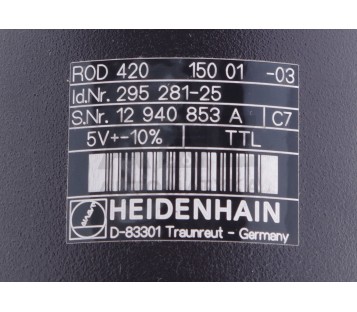 ROD 420 150 01 -03
Id.Nr. 295 281-25
S.Nr. 12 940 853 A C7
5V+-10% TTL
HEIDENHAIN
D-83301 Traunreut - Germany